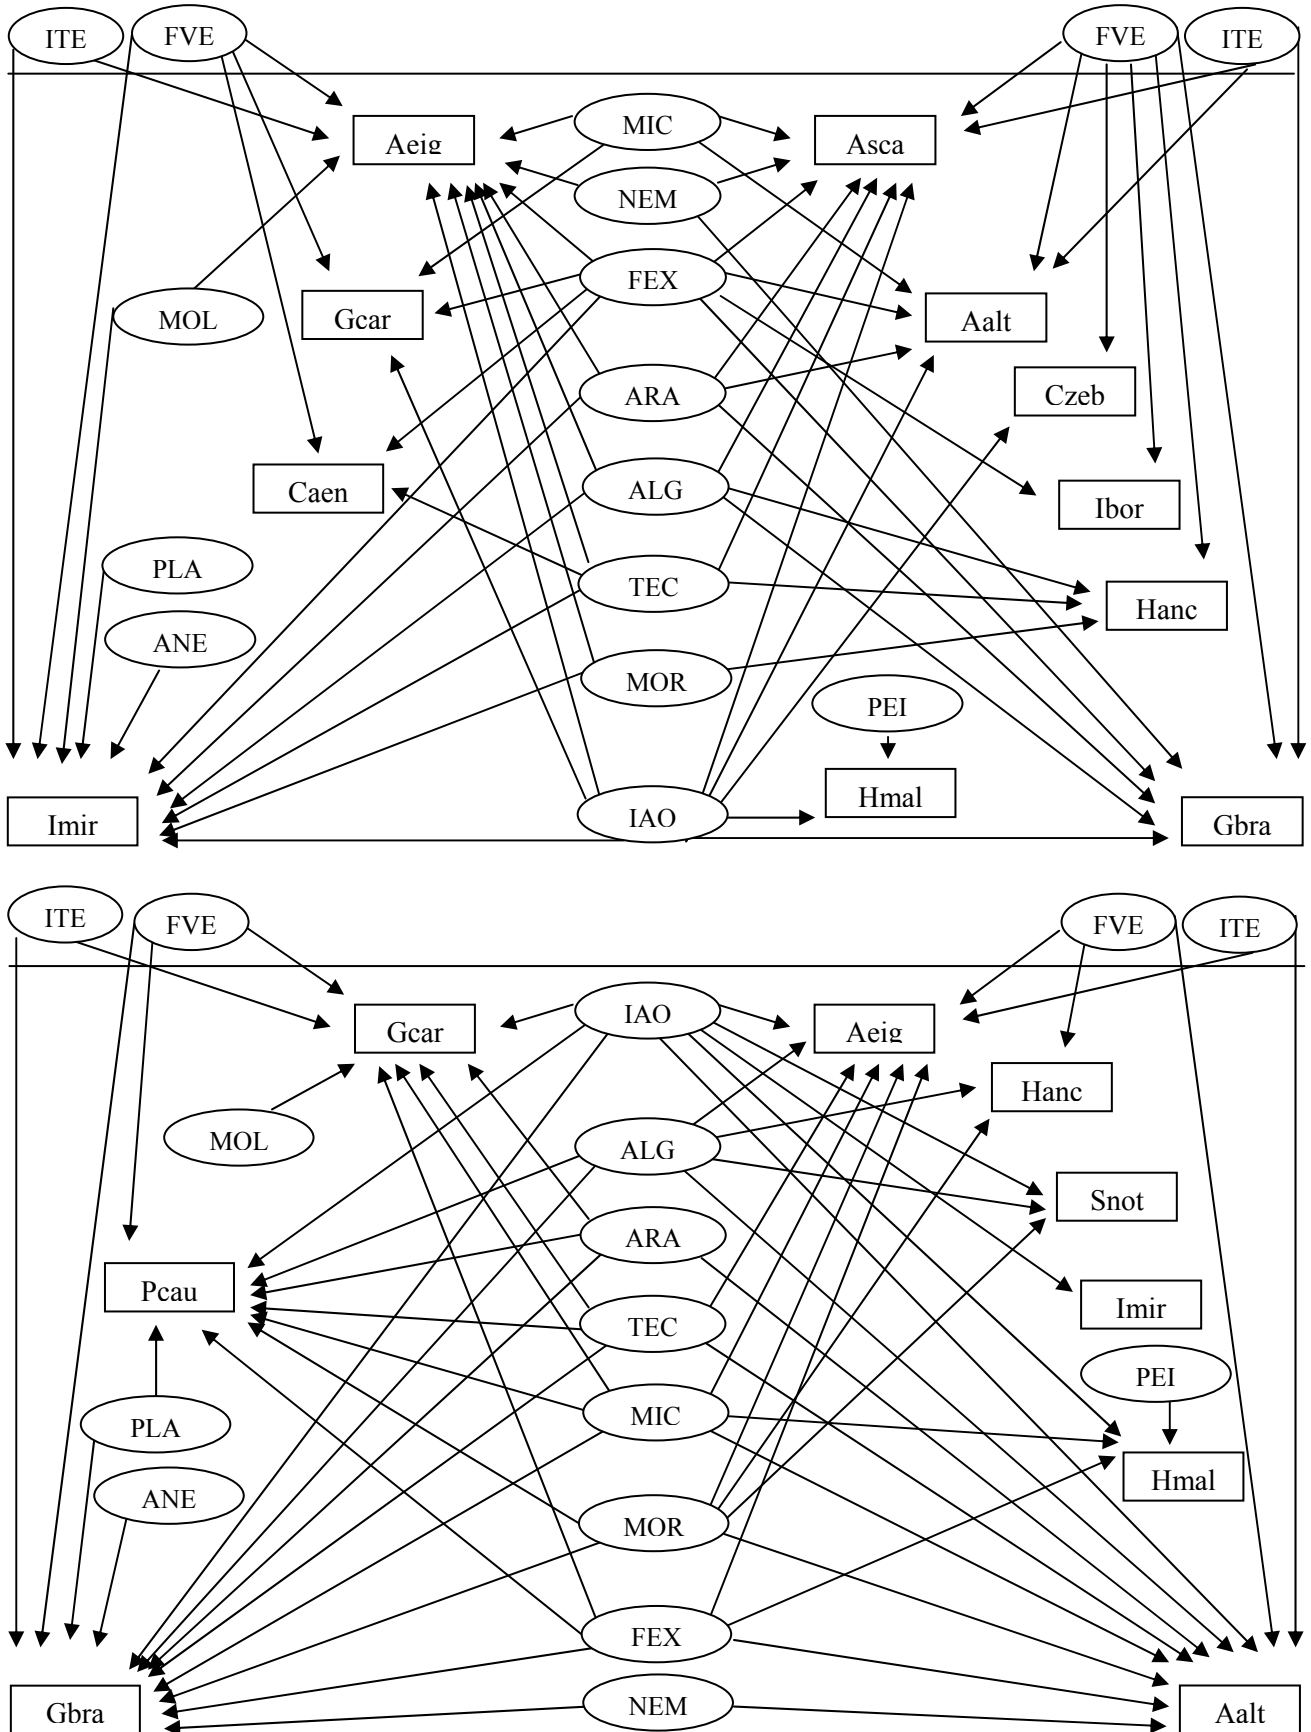 ITE FVE FVE ITE
MIC
Aeig Asca
NEM
FEX
MOL Gcar Aalt
ARA Czeb
Caen ALG Ibor
PLA TEC
Hanc
ANE
MOR
PEI
Hmal
Imir IAO Gbra
ITE FVE FVE ITE
IAO
Gcar Aeig
Hanc
MOL ALG
Snot
ARA
Pcau Imir
TEC
PEI
PLA MIC
Hmal
ANE
MOR
FEX
Gbra NEM Aalt